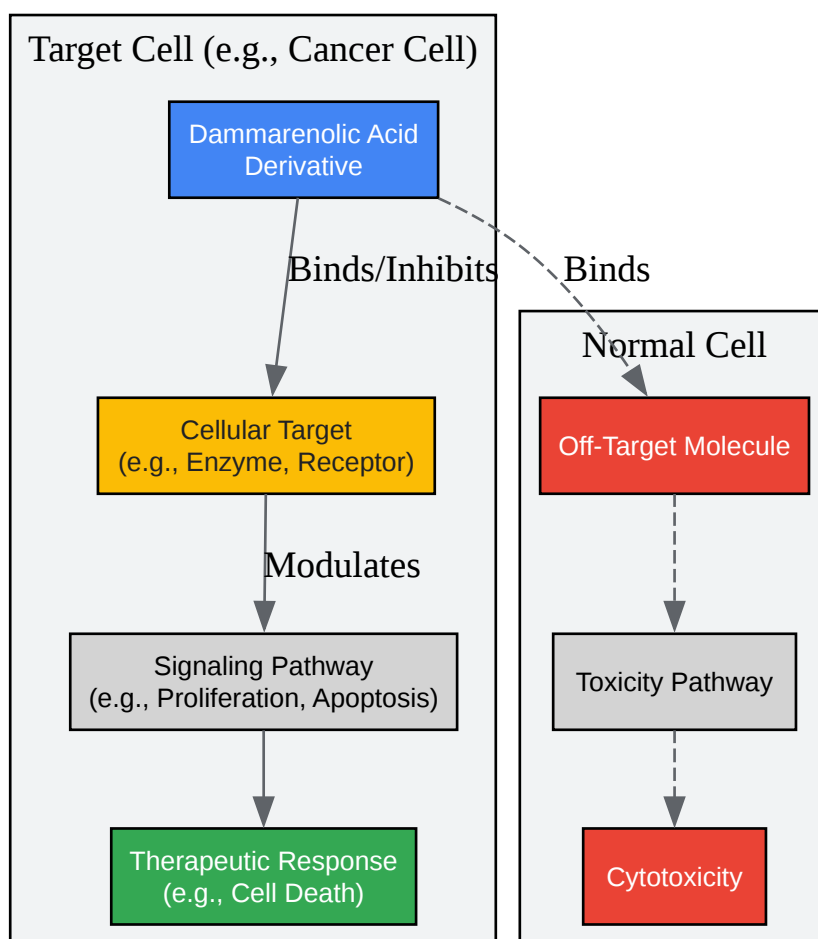 Target Cell (e.g., Cancer Cell)
Dammarenolic Acid
Derivative
Binds/Inhibits
Binds
Normal Cell
Cellular Target
(e.g., Enzyme, Receptor)
Off-Target Molecule
Modulates
Signaling Pathway
(e.g., Proliferation, Apoptosis)
Toxicity Pathway
Therapeutic Response
(e.g., Cell Death)
Cytotoxicity